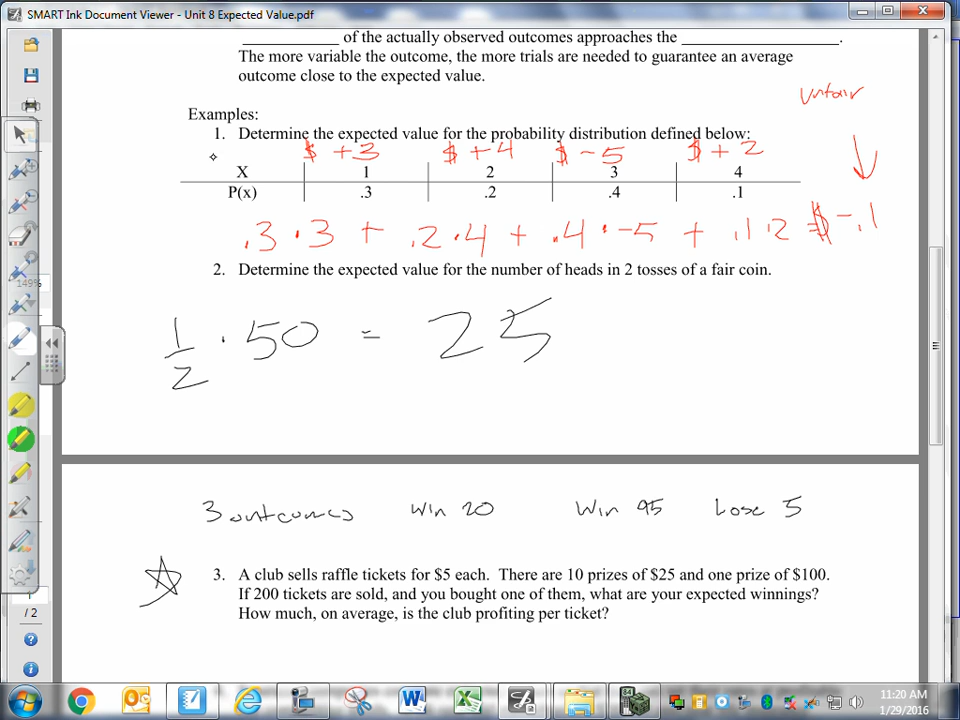 SMART Ink Document Viewer - Unit 8 Expected Value.pdf
____________ of the actually observed outcomes approaches the ____________________.
The more variable the outcome, the more trials are needed to guarantee an average
outcome close to the expected value.
unfair
Examples:
1. Determine the expected value for the probability distribution defined below:
$ +3 $ +4 $ -5 $ +2
X 1 2 3 4
P(x) .3 .2 .4 .1
.3 · 3 + .2 · 4 + .4 · -5 + .1 · 2 = $ -.1
2. Determine the expected value for the number of heads in 2 tosses of a fair coin.
149%
1/2 · 50 = 25
3 outcomes Win 20 Win 95 Lose 5
3. A club sells raffle tickets for $5 each. There are 10 prizes of $25 and one prize of $100.
If 200 tickets are sold, and you bought one of them, what are your expected winnings?
How much, on average, is the club profiting per ticket?
1
/ 2
11:20 AM
1/29/2016